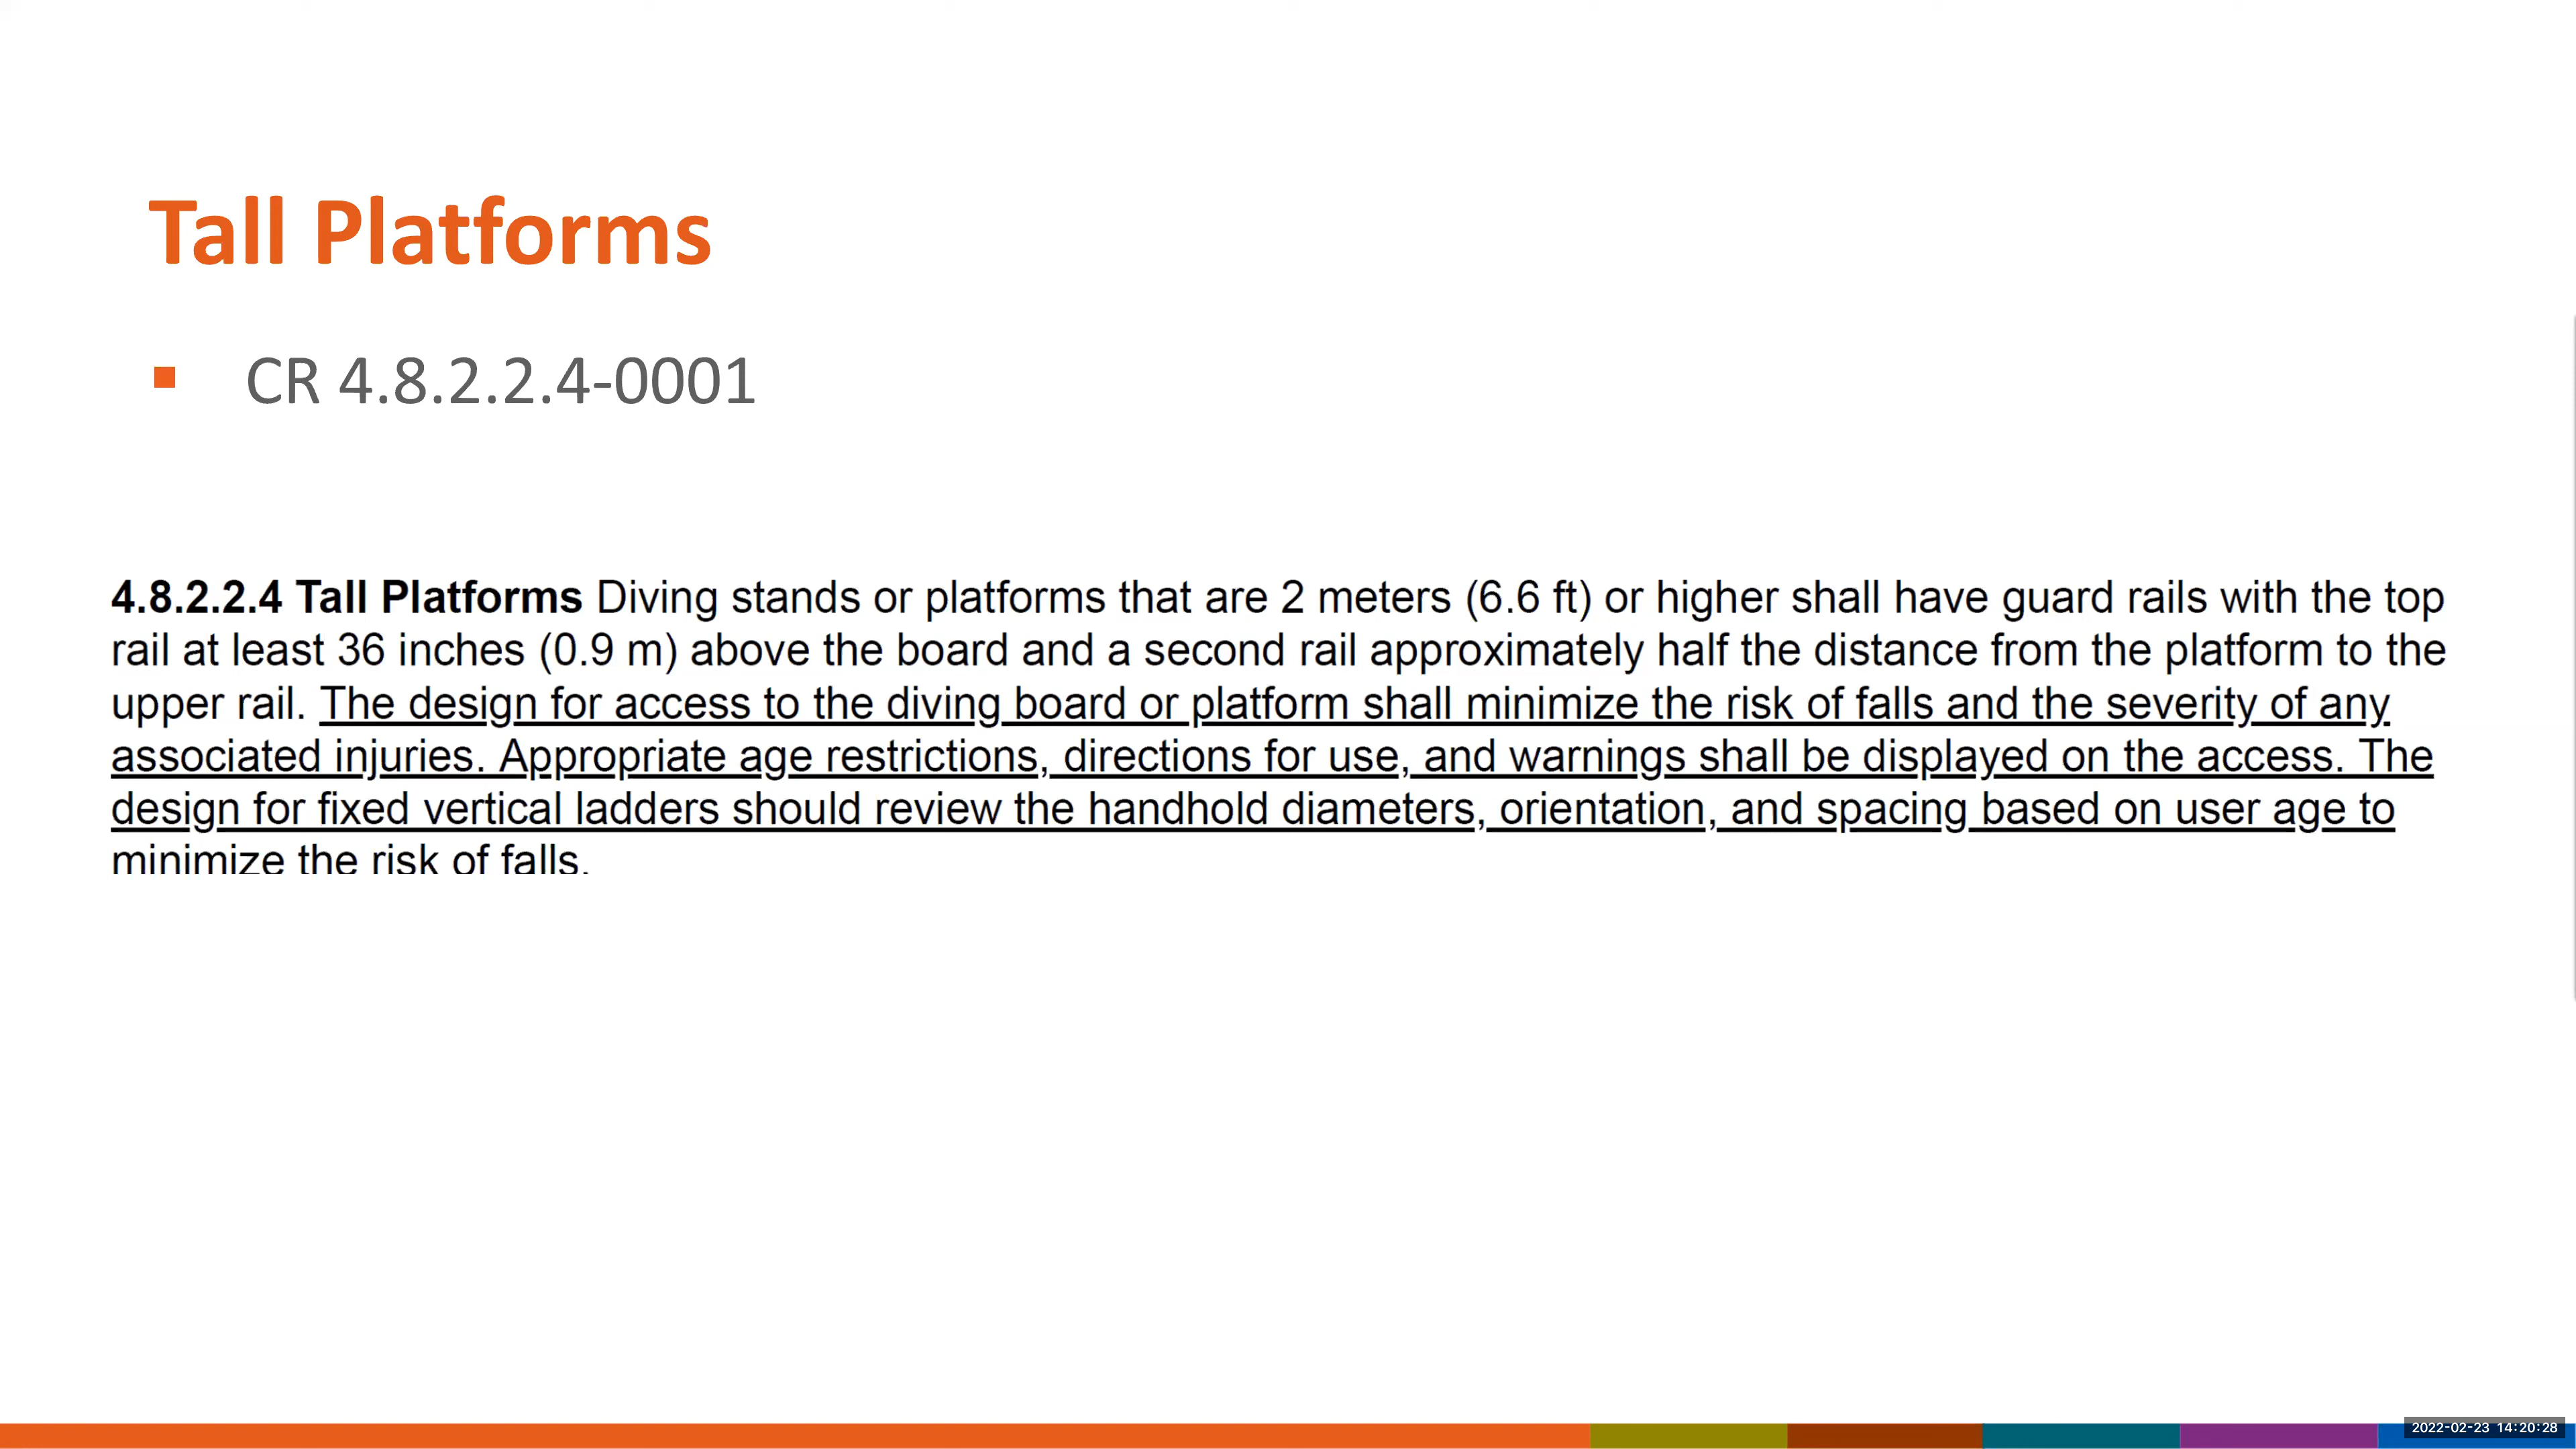 Tall Platforms
▪ CR 4.8.2.2.4-0001
4.8.2.2.4 Tall Platforms Diving stands or platforms that are 2 meters (6.6 ft) or higher shall have guard rails with the top
rail at least 36 inches (0.9 m) above the board and a second rail approximately half the distance from the platform to the
upper rail. The design for access to the diving board or platform shall minimize the risk of falls and the severity of any
associated injuries. Appropriate age restrictions, directions for use, and warnings shall be displayed on the access. The
design for fixed vertical ladders should review the handhold diameters, orientation, and spacing based on user age to
minimize the risk of falls.
2022-02-23 14:20:28